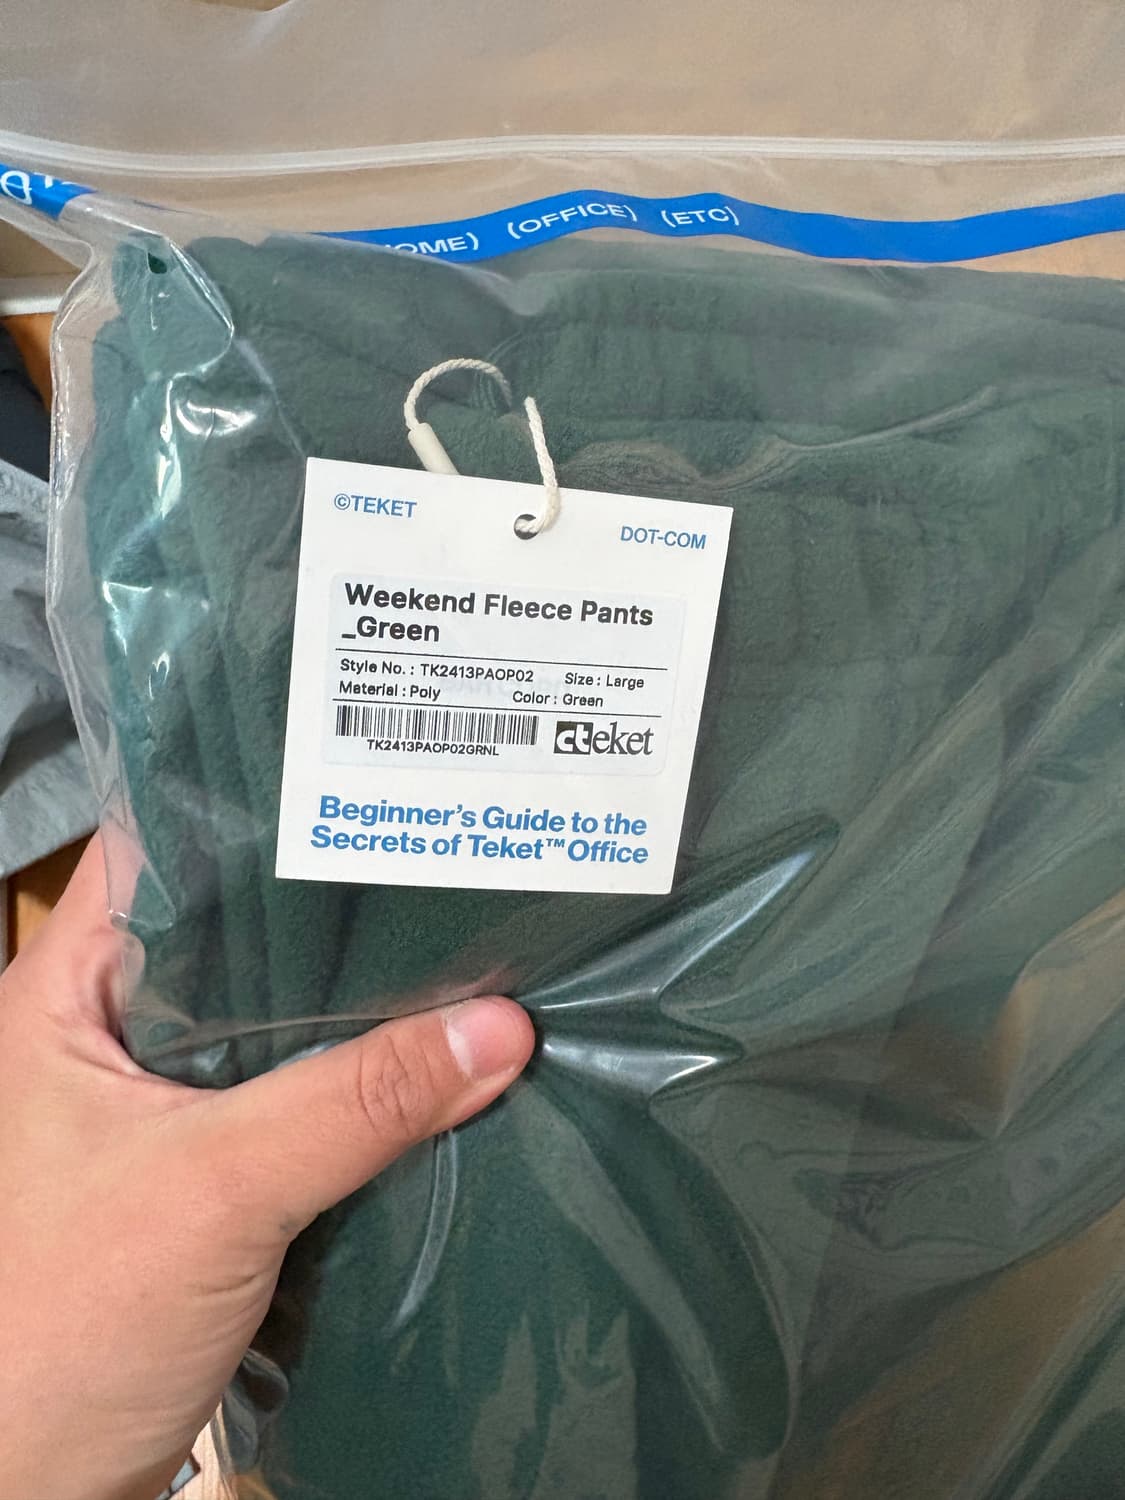 OME) (OFFICE) (ETC)
©TEKET
DOT-COM
Weekend Fleece Pants
_Green
Style No. : TK2413PAOP02 Size : Large
Material : Poly Color : Green
TK2413PAOP02GRNL
cteket
Beginner's Guide to the
Secrets of Teket™ Office